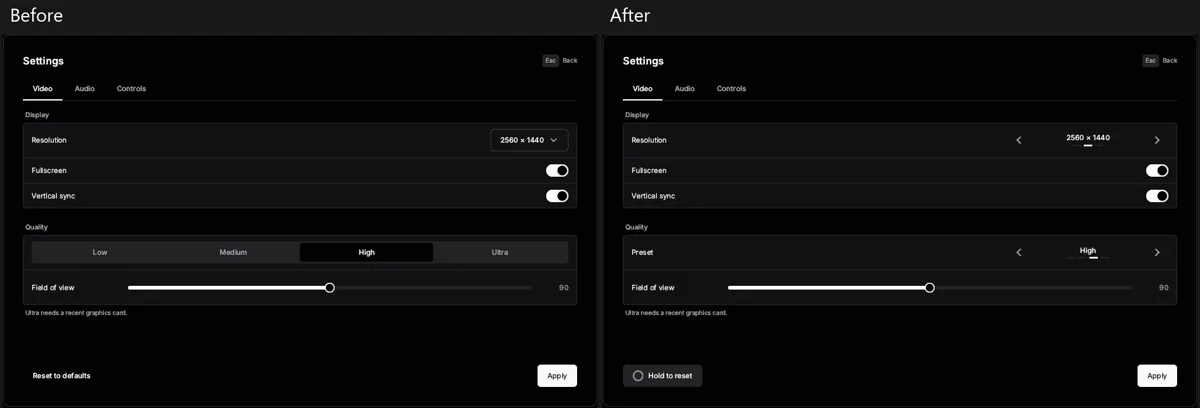 Before
Settings
Esc Back
Video Audio Controls
Display
Resolution 2560 × 1440
Fullscreen
Vertical sync
Quality
Low Medium High Ultra
Field of view 90
Ultra needs a recent graphics card.
Reset to defaults Apply
After
Settings
Esc Back
Video Audio Controls
Display
Resolution 2560 × 1440
Fullscreen
Vertical sync
Quality
Preset High
Field of view 90
Ultra needs a recent graphics card.
Hold to reset Apply